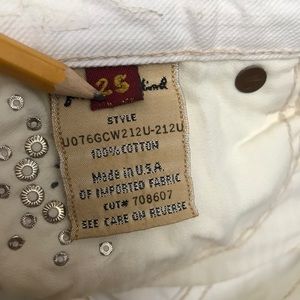 25
STYLE
U076GCW212U-212U
100% COTTON
Made in U.S.A.
OF IMPORTED FABRIC
CUT# 708607
SEE CARE ON REVERSE